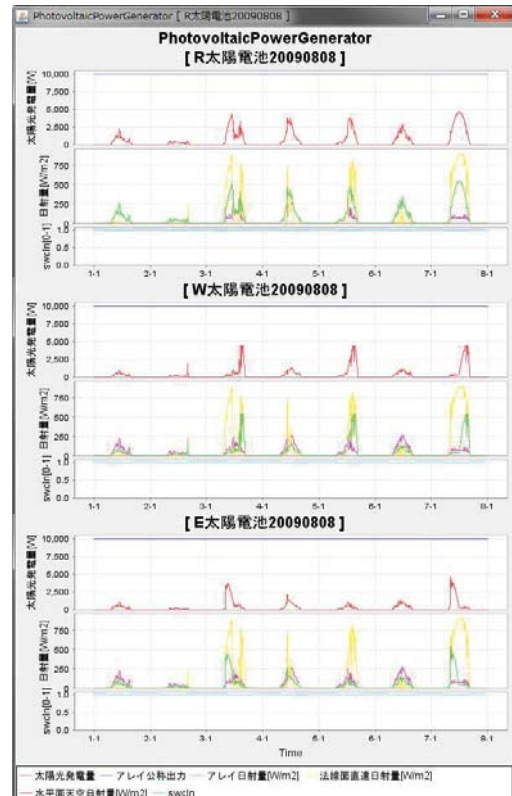 PhotovoltaicPowerGenerator [ R太陽電池20090808 ]
PhotovoltaicPowerGenerator
[ R太陽電池20090808 ]
太陽光発電量[W]
10,000
7,500
5,000
2,500
0
日射量[W/m2]
750
500
250
0
swcIn[0-1]
1.0
0.5
0.0
1-1 2-1 3-1 4-1 5-1 6-1 7-1 8-1
[ W太陽電池20090808 ]
太陽光発電量[W]
10,000
7,500
5,000
2,500
0
日射量[W/m2]
750
500
250
0
swcIn[0-1]
1.0
0.5
0.0
1-1 2-1 3-1 4-1 5-1 6-1 7-1 8-1
[ E太陽電池20090808 ]
太陽光発電量[W]
10,000
7,500
5,000
2,500
0
日射量[W/m2]
750
500
250
0
swcIn[0-1]
1.0
0.5
0.0
1-1 2-1 3-1 4-1 5-1 6-1 7-1 8-1
Time
太陽光発電量 アレイ公称出力 アレイ日射量[W/m2] 法線面直達日射量[W/m2]
水平面天空日射量[W/m2] swcIn